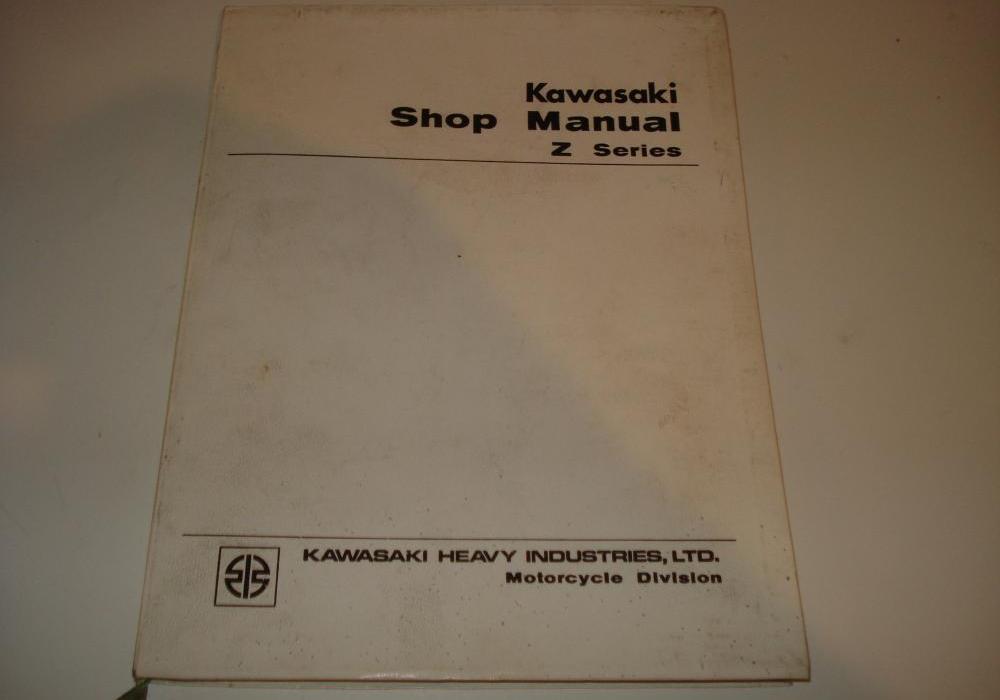 Kawasaki
Shop Manual
Z Series
KAWASAKI HEAVY INDUSTRIES, LTD.
Motorcycle Division